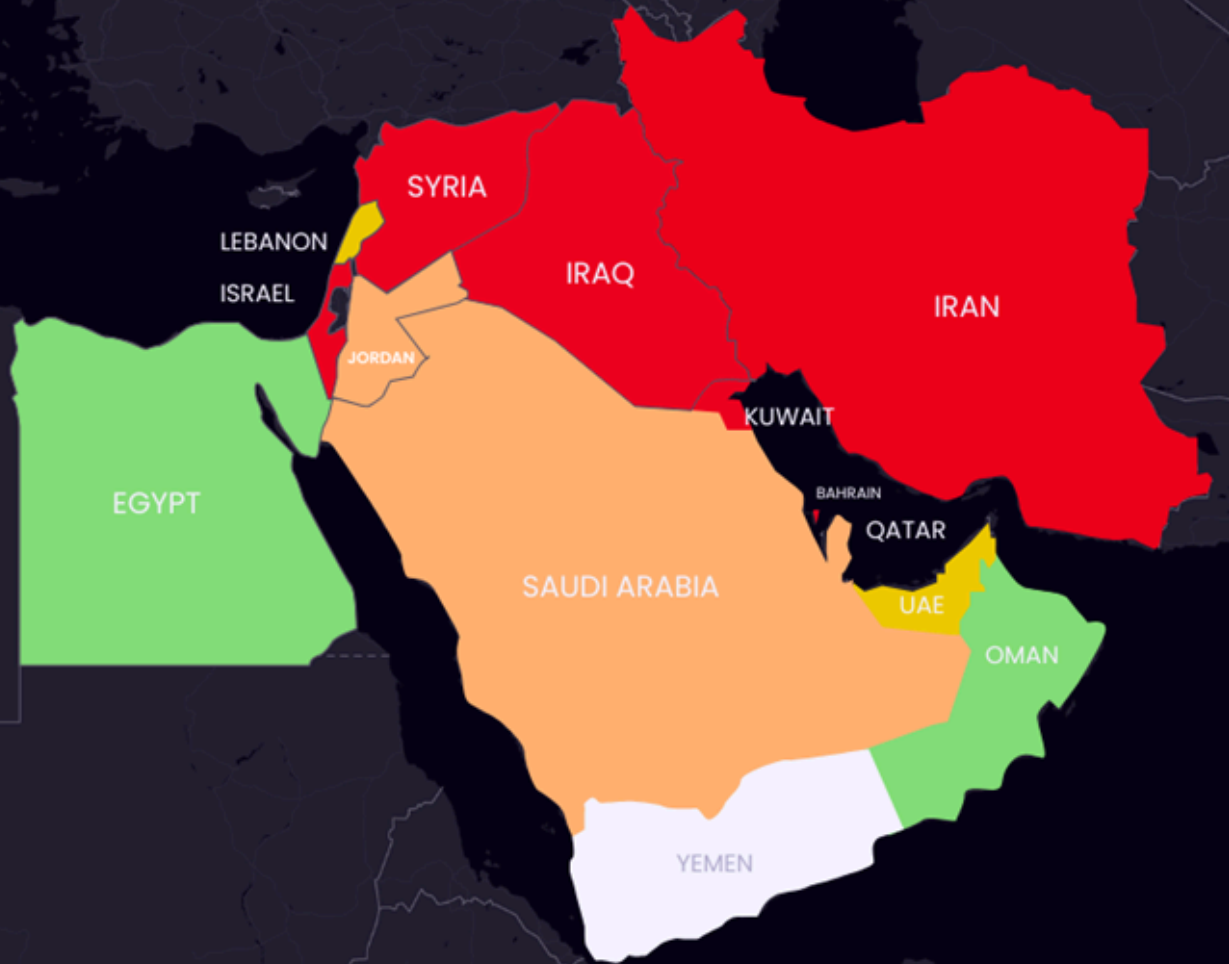 SYRIA
LEBANON
IRAQ
ISRAEL
IRAN
JORDAN
KUWAIT
BAHRAIN
EGYPT
QATAR
SAUDI ARABIA
UAE
OMAN
YEMEN